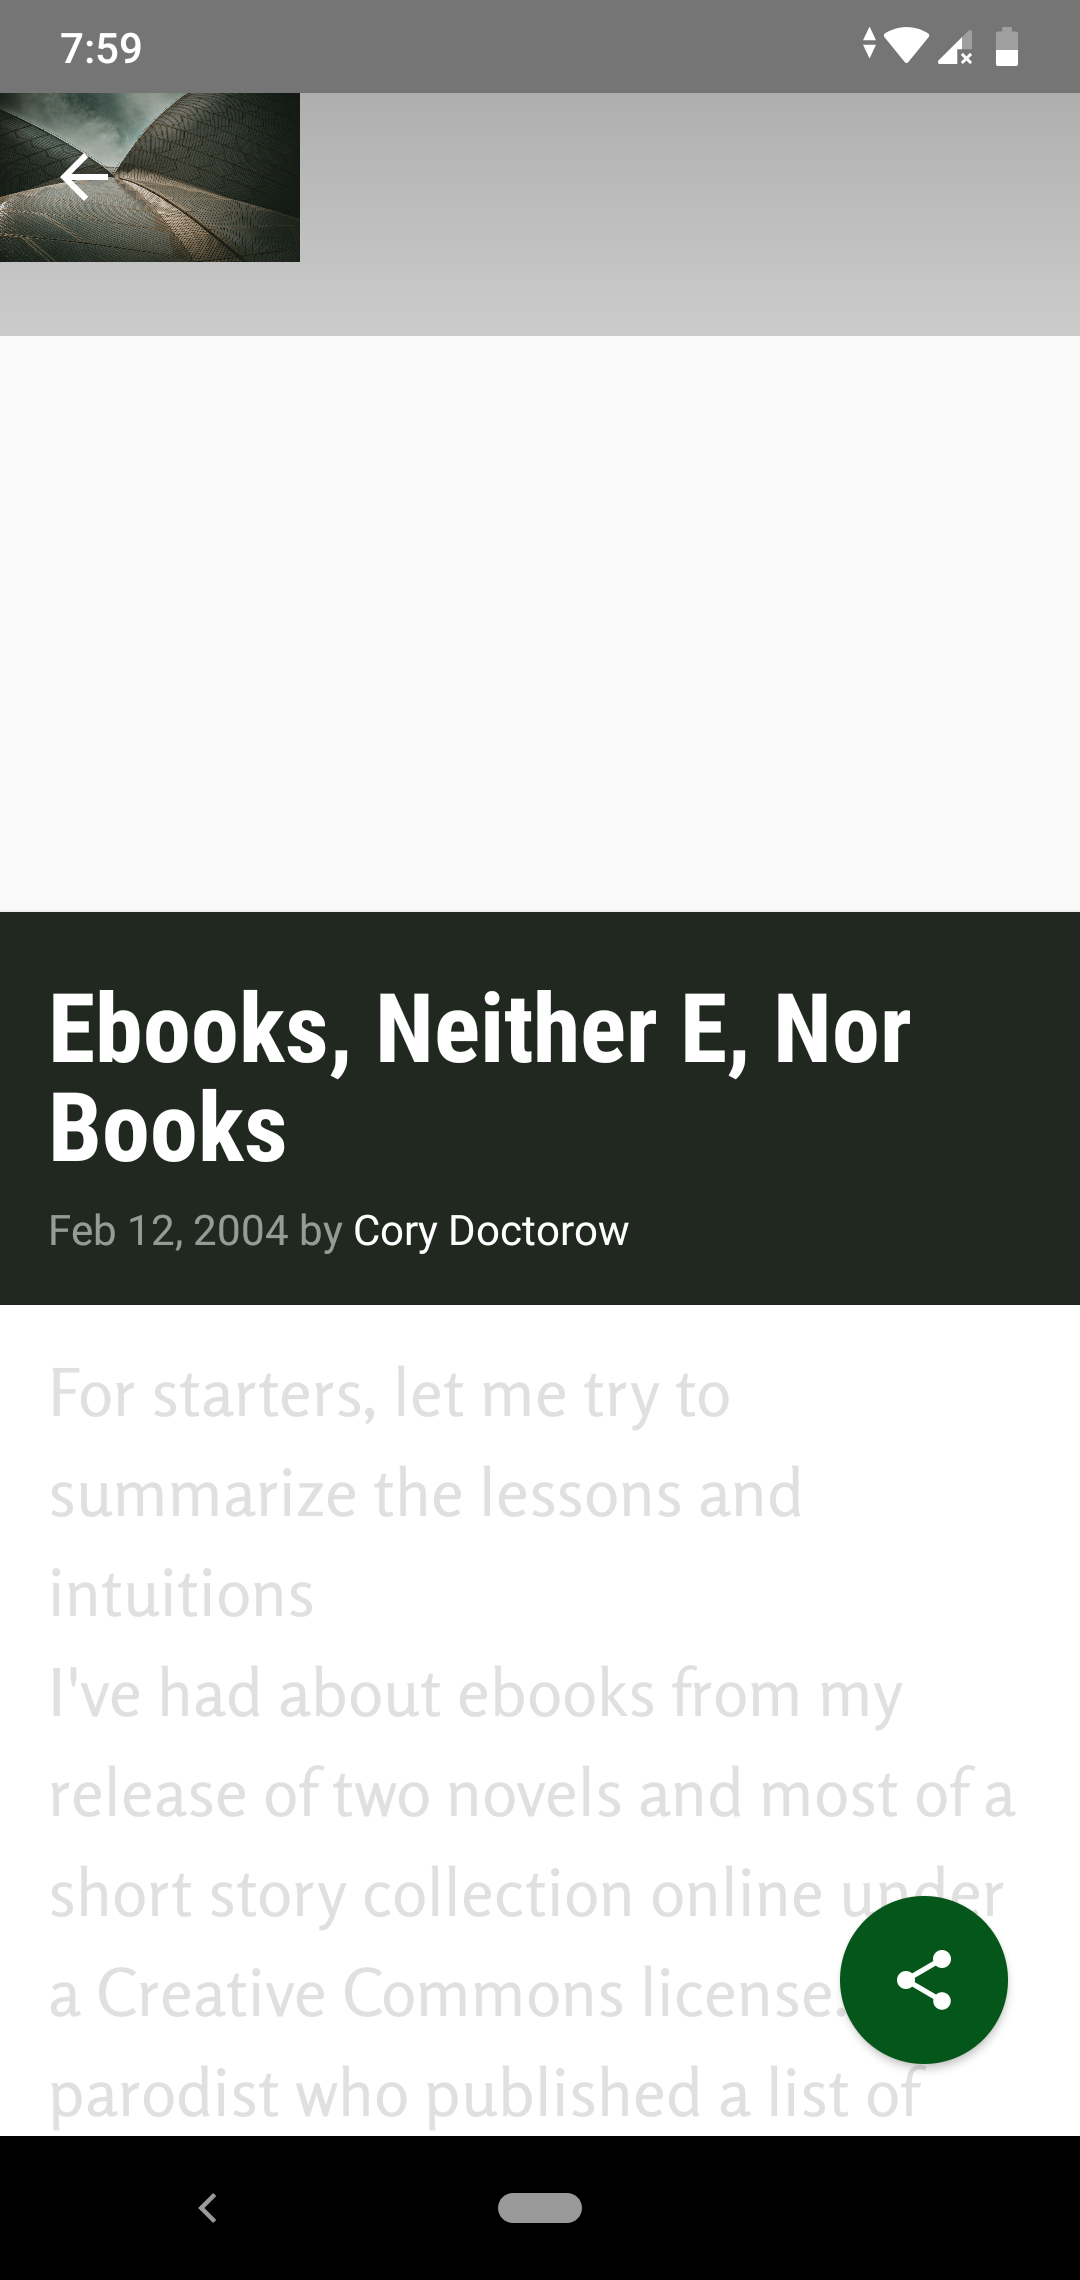 7:59
Ebooks, Neither E, Nor
Books
Feb 12, 2004 by Cory Doctorow
For starters, let me try to
summarize the lessons and
intuitions
I've had about ebooks from my
release of two novels and most of a
short story collection online under
a Creative Commons license.
parodist who published a list of